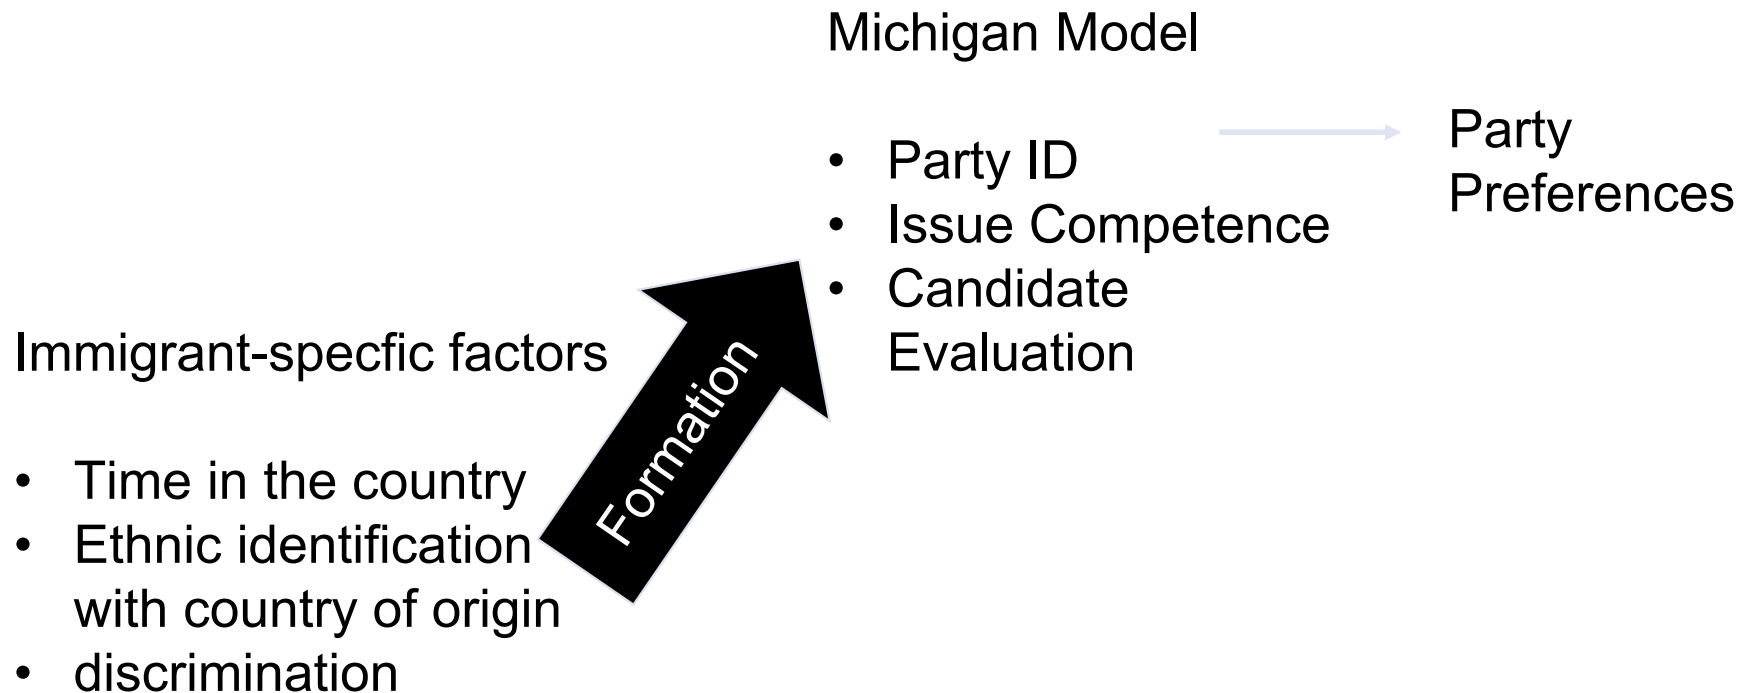 Michigan Model
• Party ID
• Issue Competence
• Candidate
Evaluation
Party
Preferences
Immigrant-specfic factors
• Time in the country
• Ethnic identification
with country of origin
• discrimination
Formation